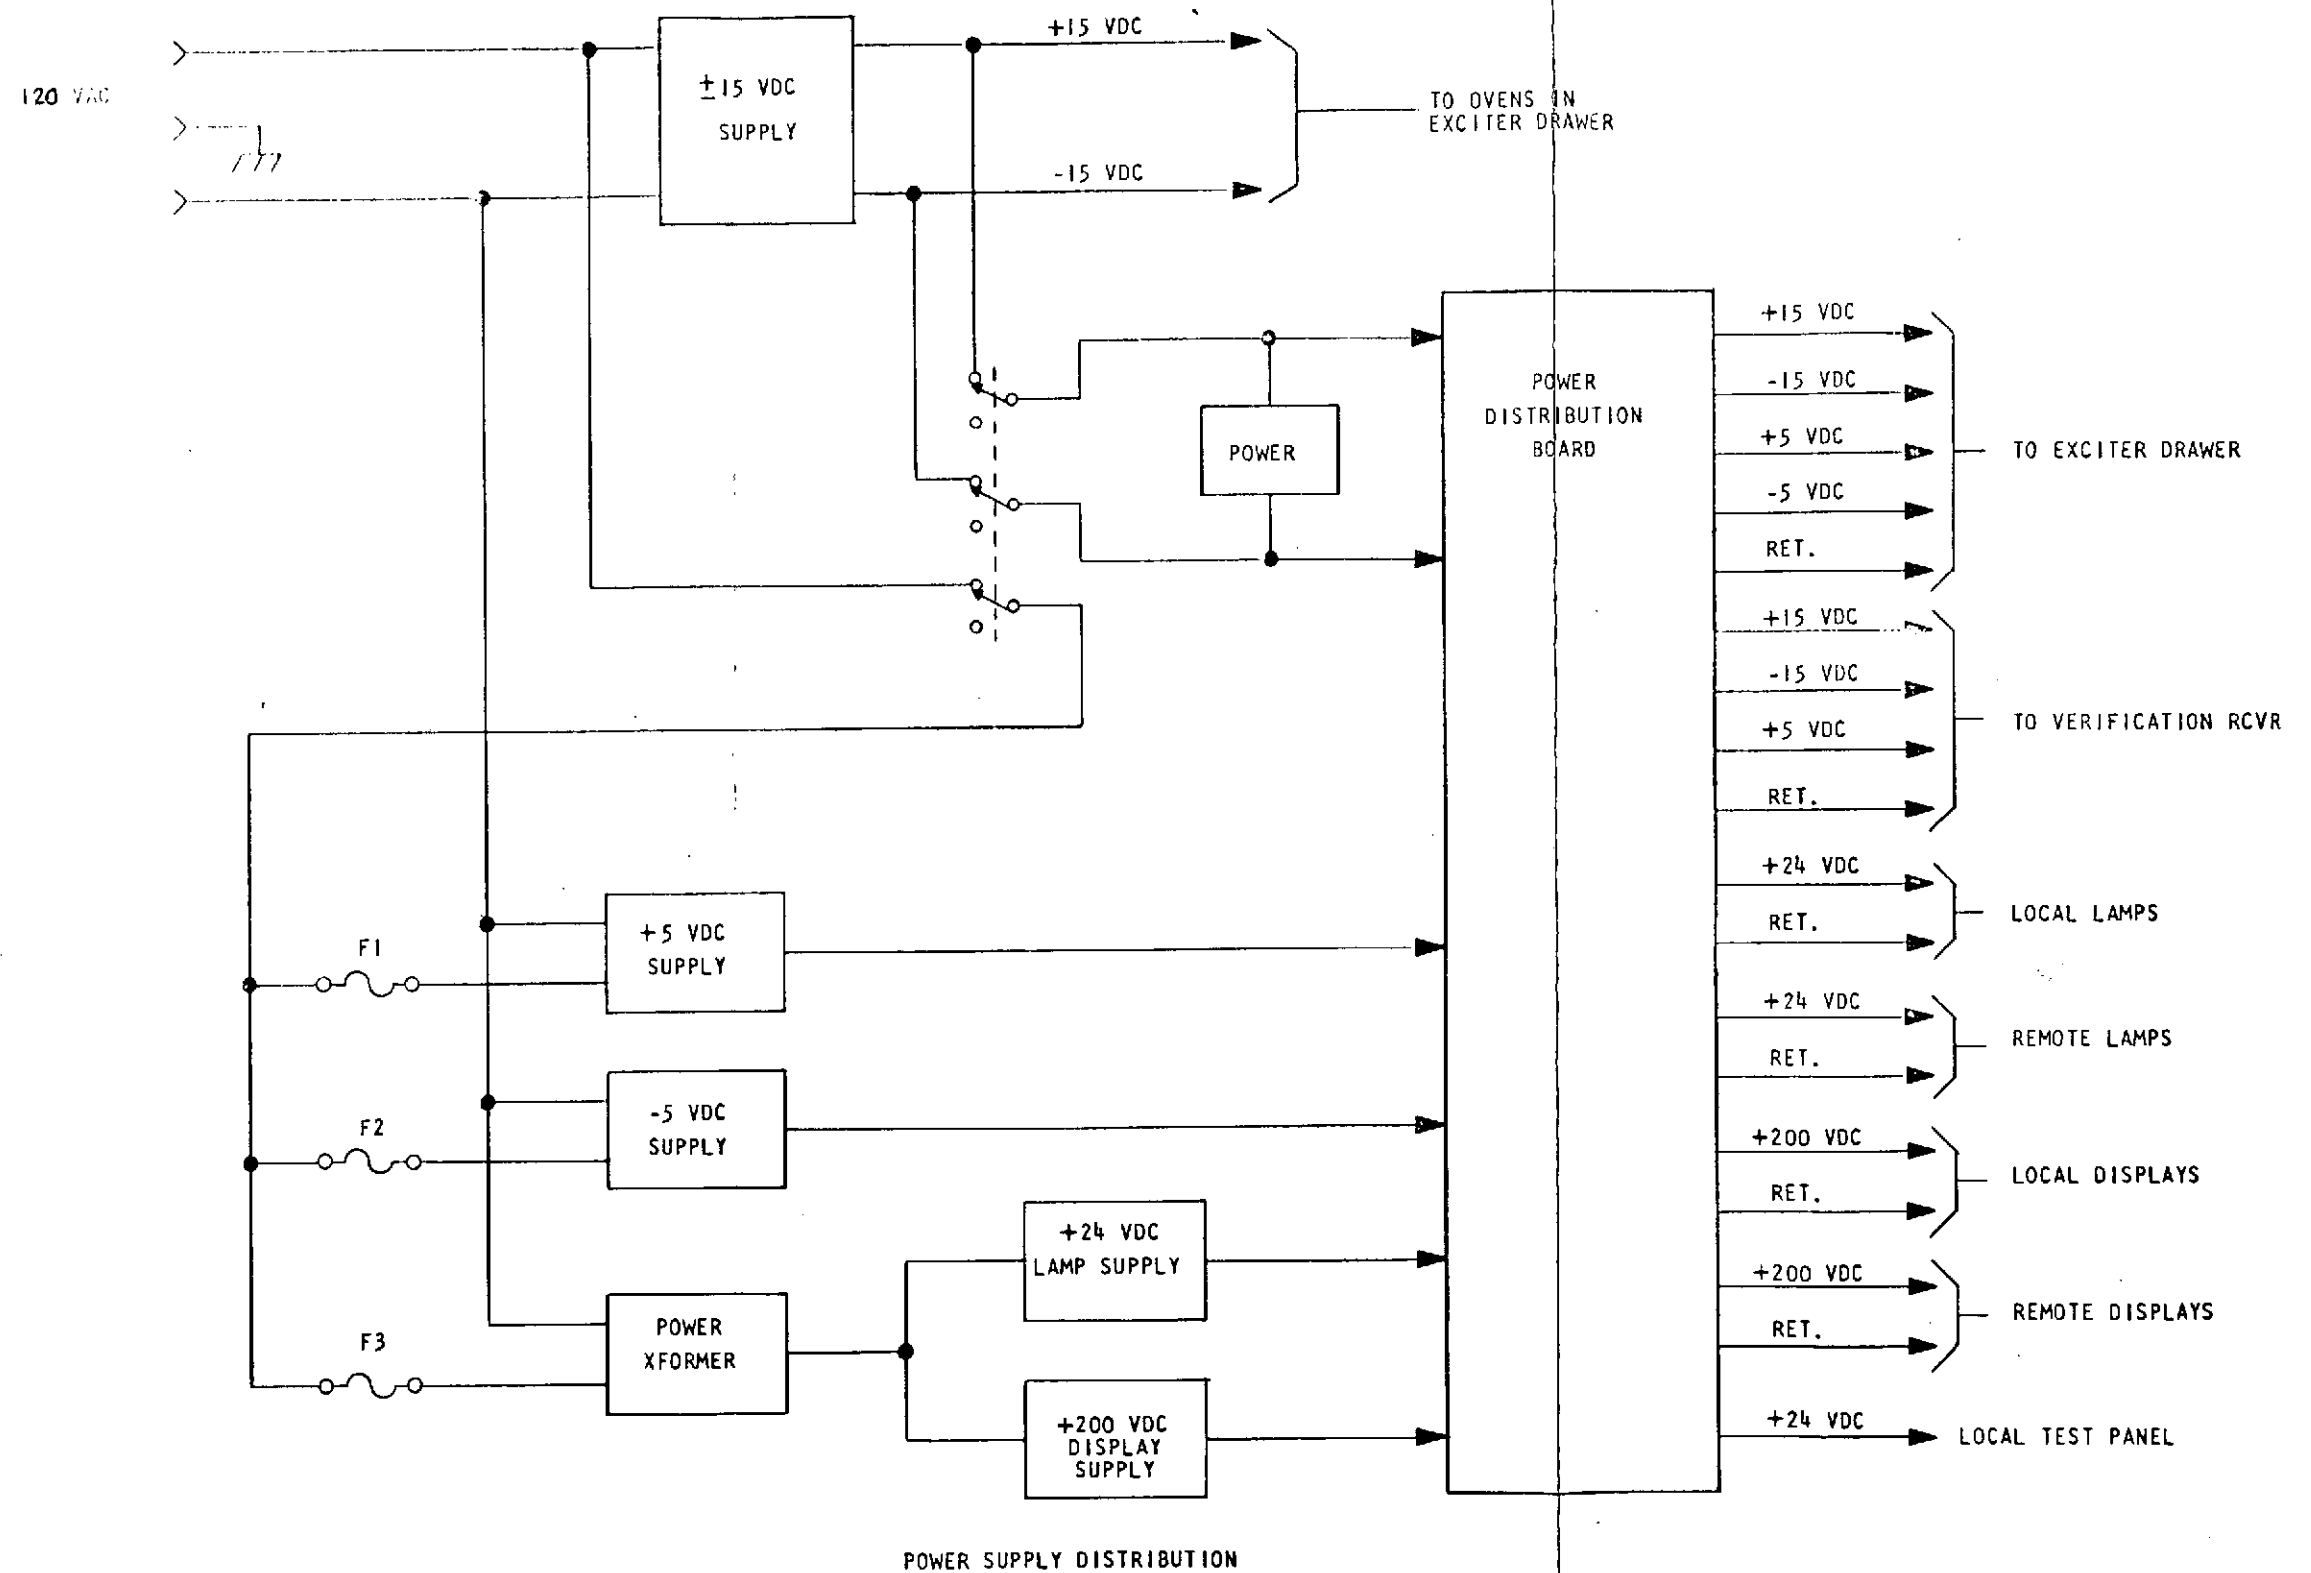 120 VAC
±15 VDC
SUPPLY
+15 VDC
-15 VDC
TO OVENS IN
EXCITER DRAWER
POWER
POWER
DISTRIBUTION
BOARD
+15 VDC
-15 VDC
+5 VDC
-5 VDC
RET.
TO EXCITER DRAWER
+15 VDC
-15 VDC
+5 VDC
RET.
TO VERIFICATION RCVR
+24 VDC
RET.
LOCAL LAMPS
+24 VDC
RET.
REMOTE LAMPS
+200 VDC
RET.
LOCAL DISPLAYS
+200 VDC
RET.
REMOTE DISPLAYS
+24 VDC
LOCAL TEST PANEL
F1
+5 VDC
SUPPLY
F2
-5 VDC
SUPPLY
F3
POWER
XFORMER
+24 VDC
LAMP SUPPLY
+200 VDC
DISPLAY
SUPPLY
POWER SUPPLY DISTRIBUTION